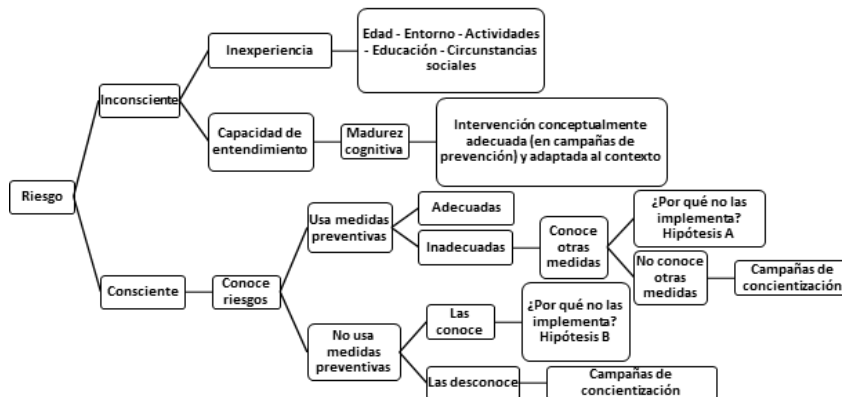 Riesgo
Inconsciente
Inexperiencia
Edad - Entorno - Actividades
- Educación - Circunstancias
sociales
Capacidad de
entendimiento
Madurez
cognitiva
Intervención conceptualmente
adecuada (en campañas de
prevención) y adaptada al contexto
Consciente
Conoce
riesgos
Usa medidas
preventivas
Adecuadas
Inadecuadas
Conoce
otras
medidas
¿Por qué no las
implementa?
Hipótesis A
No conoce
otras
medidas
Campañas de
concientización
No usa
medidas
preventivas
Las
conoce
¿Por qué no las
implementa?
Hipótesis B
Las desconoce
Campañas de
concientización